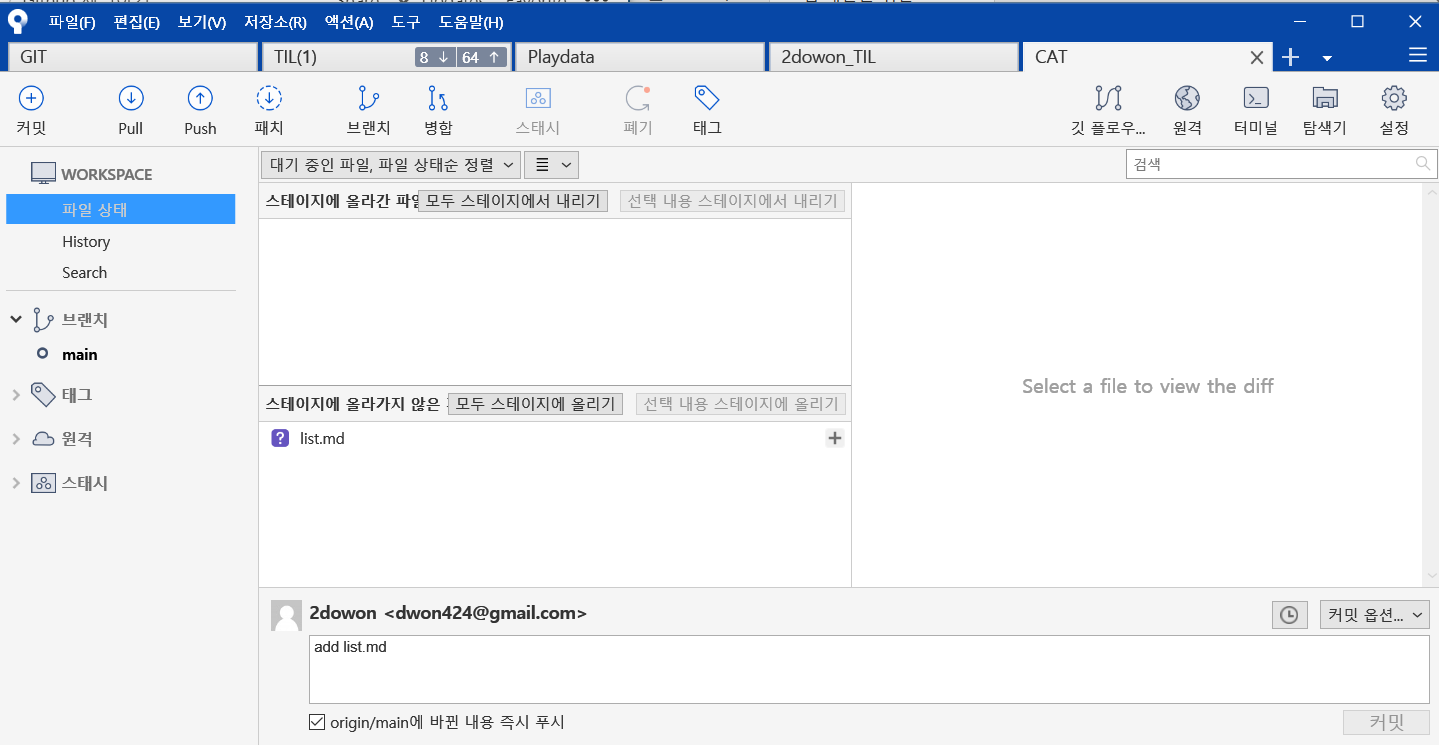 파일(F) 편집(E) 보기(V) 저장소(R) 액션(A) 도구 도움말(H)
GIT TIL(1) 8 ↓ 64 ↑ Playdata 2dowon_TIL CAT
커밋 Pull Push 패치 브랜치 병합 스태시 폐기 태그 깃 플로우... 원격 터미널 탐색기 설정
WORKSPACE
파일 상태
History
Search
브랜치
main
태그
원격
스태시
대기 중인 파일, 파일 상태순 정렬
검색
스테이지에 올라간 파일 모두 스테이지에서 내리기 선택 내용 스테이지에서 내리기
스테이지에 올라가지 않은 모두 스테이지에 올리기 선택 내용 스테이지에 올리기
? list.md
Select a file to view the diff
2dowon <dwon424@gmail.com>
커밋 옵션...
add list.md
origin/main에 바뀐 내용 즉시 푸시
커밋